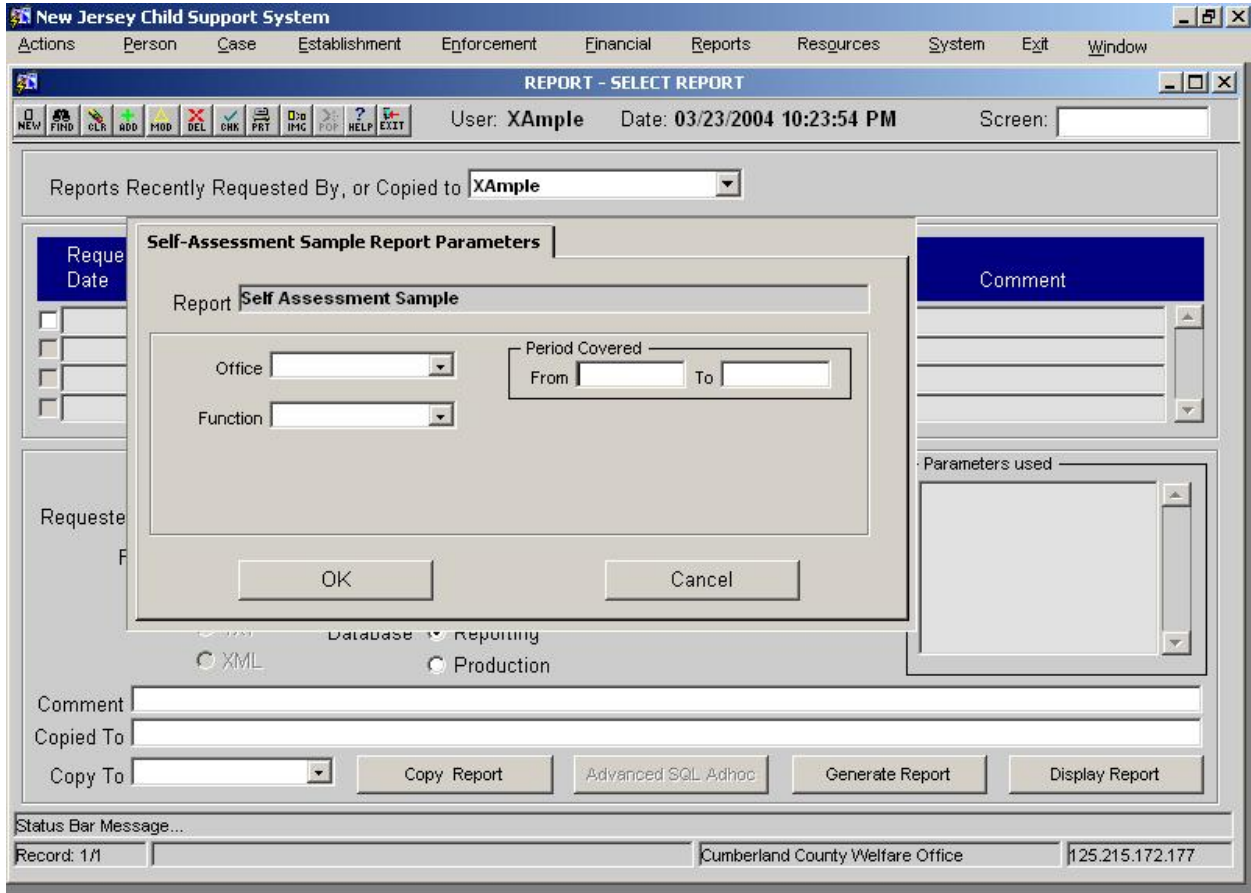 New Jersey Child Support System
Actions Person Case Establishment Enforcement Financial Reports Resources System Exit Window
REPORT - SELECT REPORT
NEW FIND CLR ADD MOD DEL CHK PRT IMG POP HELP EXIT User: XAmple Date: 03/23/2004 10:23:54 PM Screen:
Reports Recently Requested By, or Copied to XAmple
Self-Assessment Sample Report Parameters
Reque
Date
Comment
Report Self Assessment Sample
Office
Period Covered
From To
Function
Parameters used
Requeste
F
OK Cancel
Database Reporting
XML Production
Comment
Copied To
Copy To Copy Report Advanced SQL Adhoc Generate Report Display Report
Status Bar Message...
Record: 1/1 Cumberland County Welfare Office 125.215.172.177